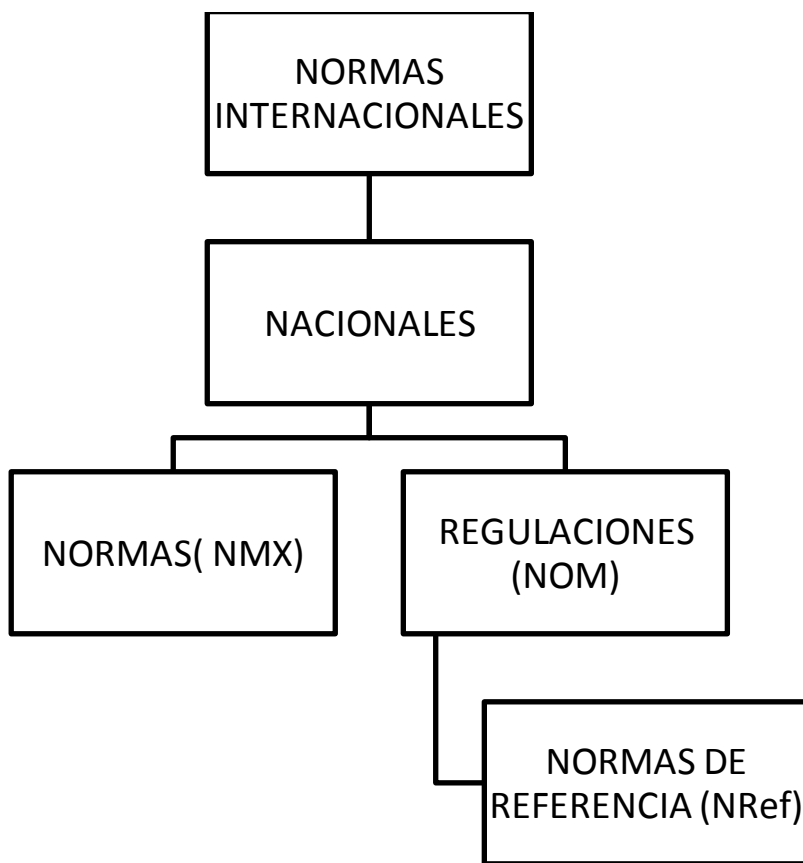 NORMAS
INTERNACIONALES
NACIONALES
NORMAS( NMX)
REGULACIONES
(NOM)
NORMAS DE
REFERENCIA (NRef)